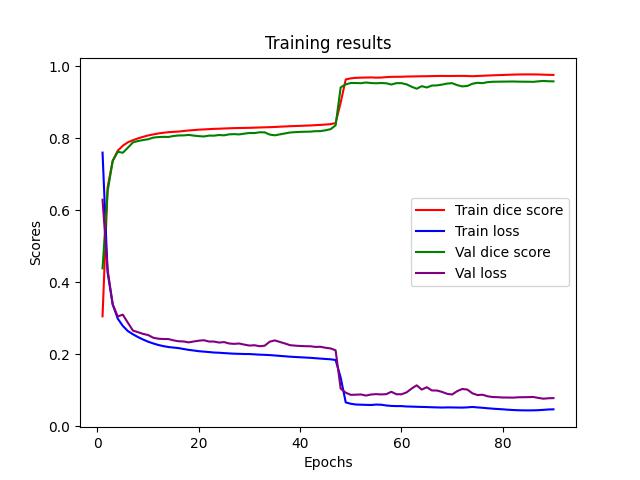 Training results
Scores
1.0
0.8
0.6
0.4
0.2
0.0
Train dice score
Train loss
Val dice score
Val loss
0
20
40
60
80
Epochs